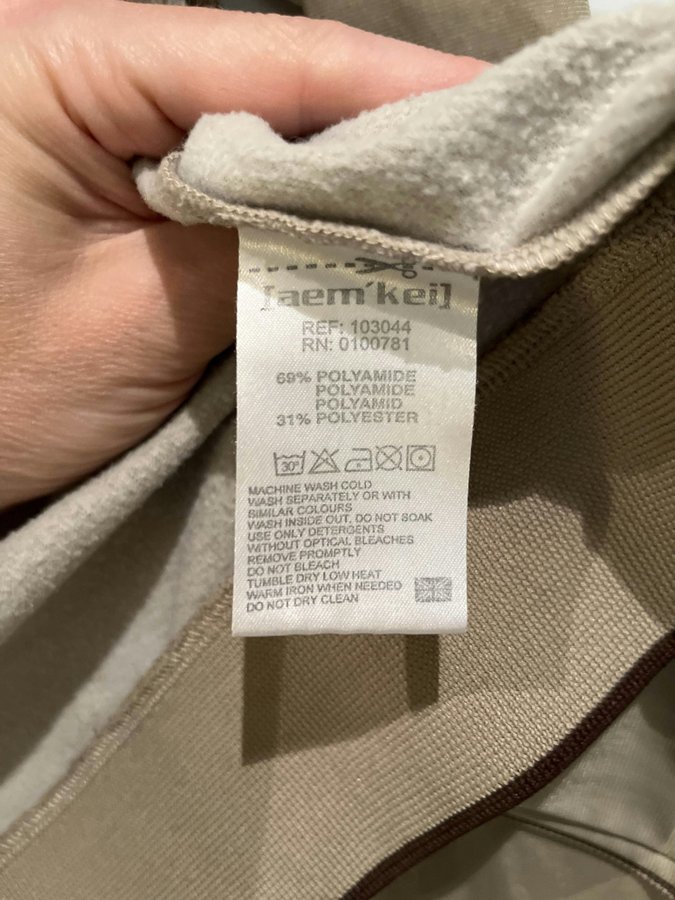 [aem'kei]
REF: 103044
RN: 0100781
69% POLYAMIDE
POLYAMIDE
POLYAMID
31% POLYESTER
30°
MACHINE WASH COLD
WASH SEPARATELY OR WITH
SIMILAR COLOURS
WASH INSIDE OUT, DO NOT SOAK
USE ONLY DETERGENTS
WITHOUT OPTICAL BLEACHES
REMOVE PROMPTLY
DO NOT BLEACH
TUMBLE DRY LOW HEAT
WARM IRON WHEN NEEDED
DO NOT DRY CLEAN